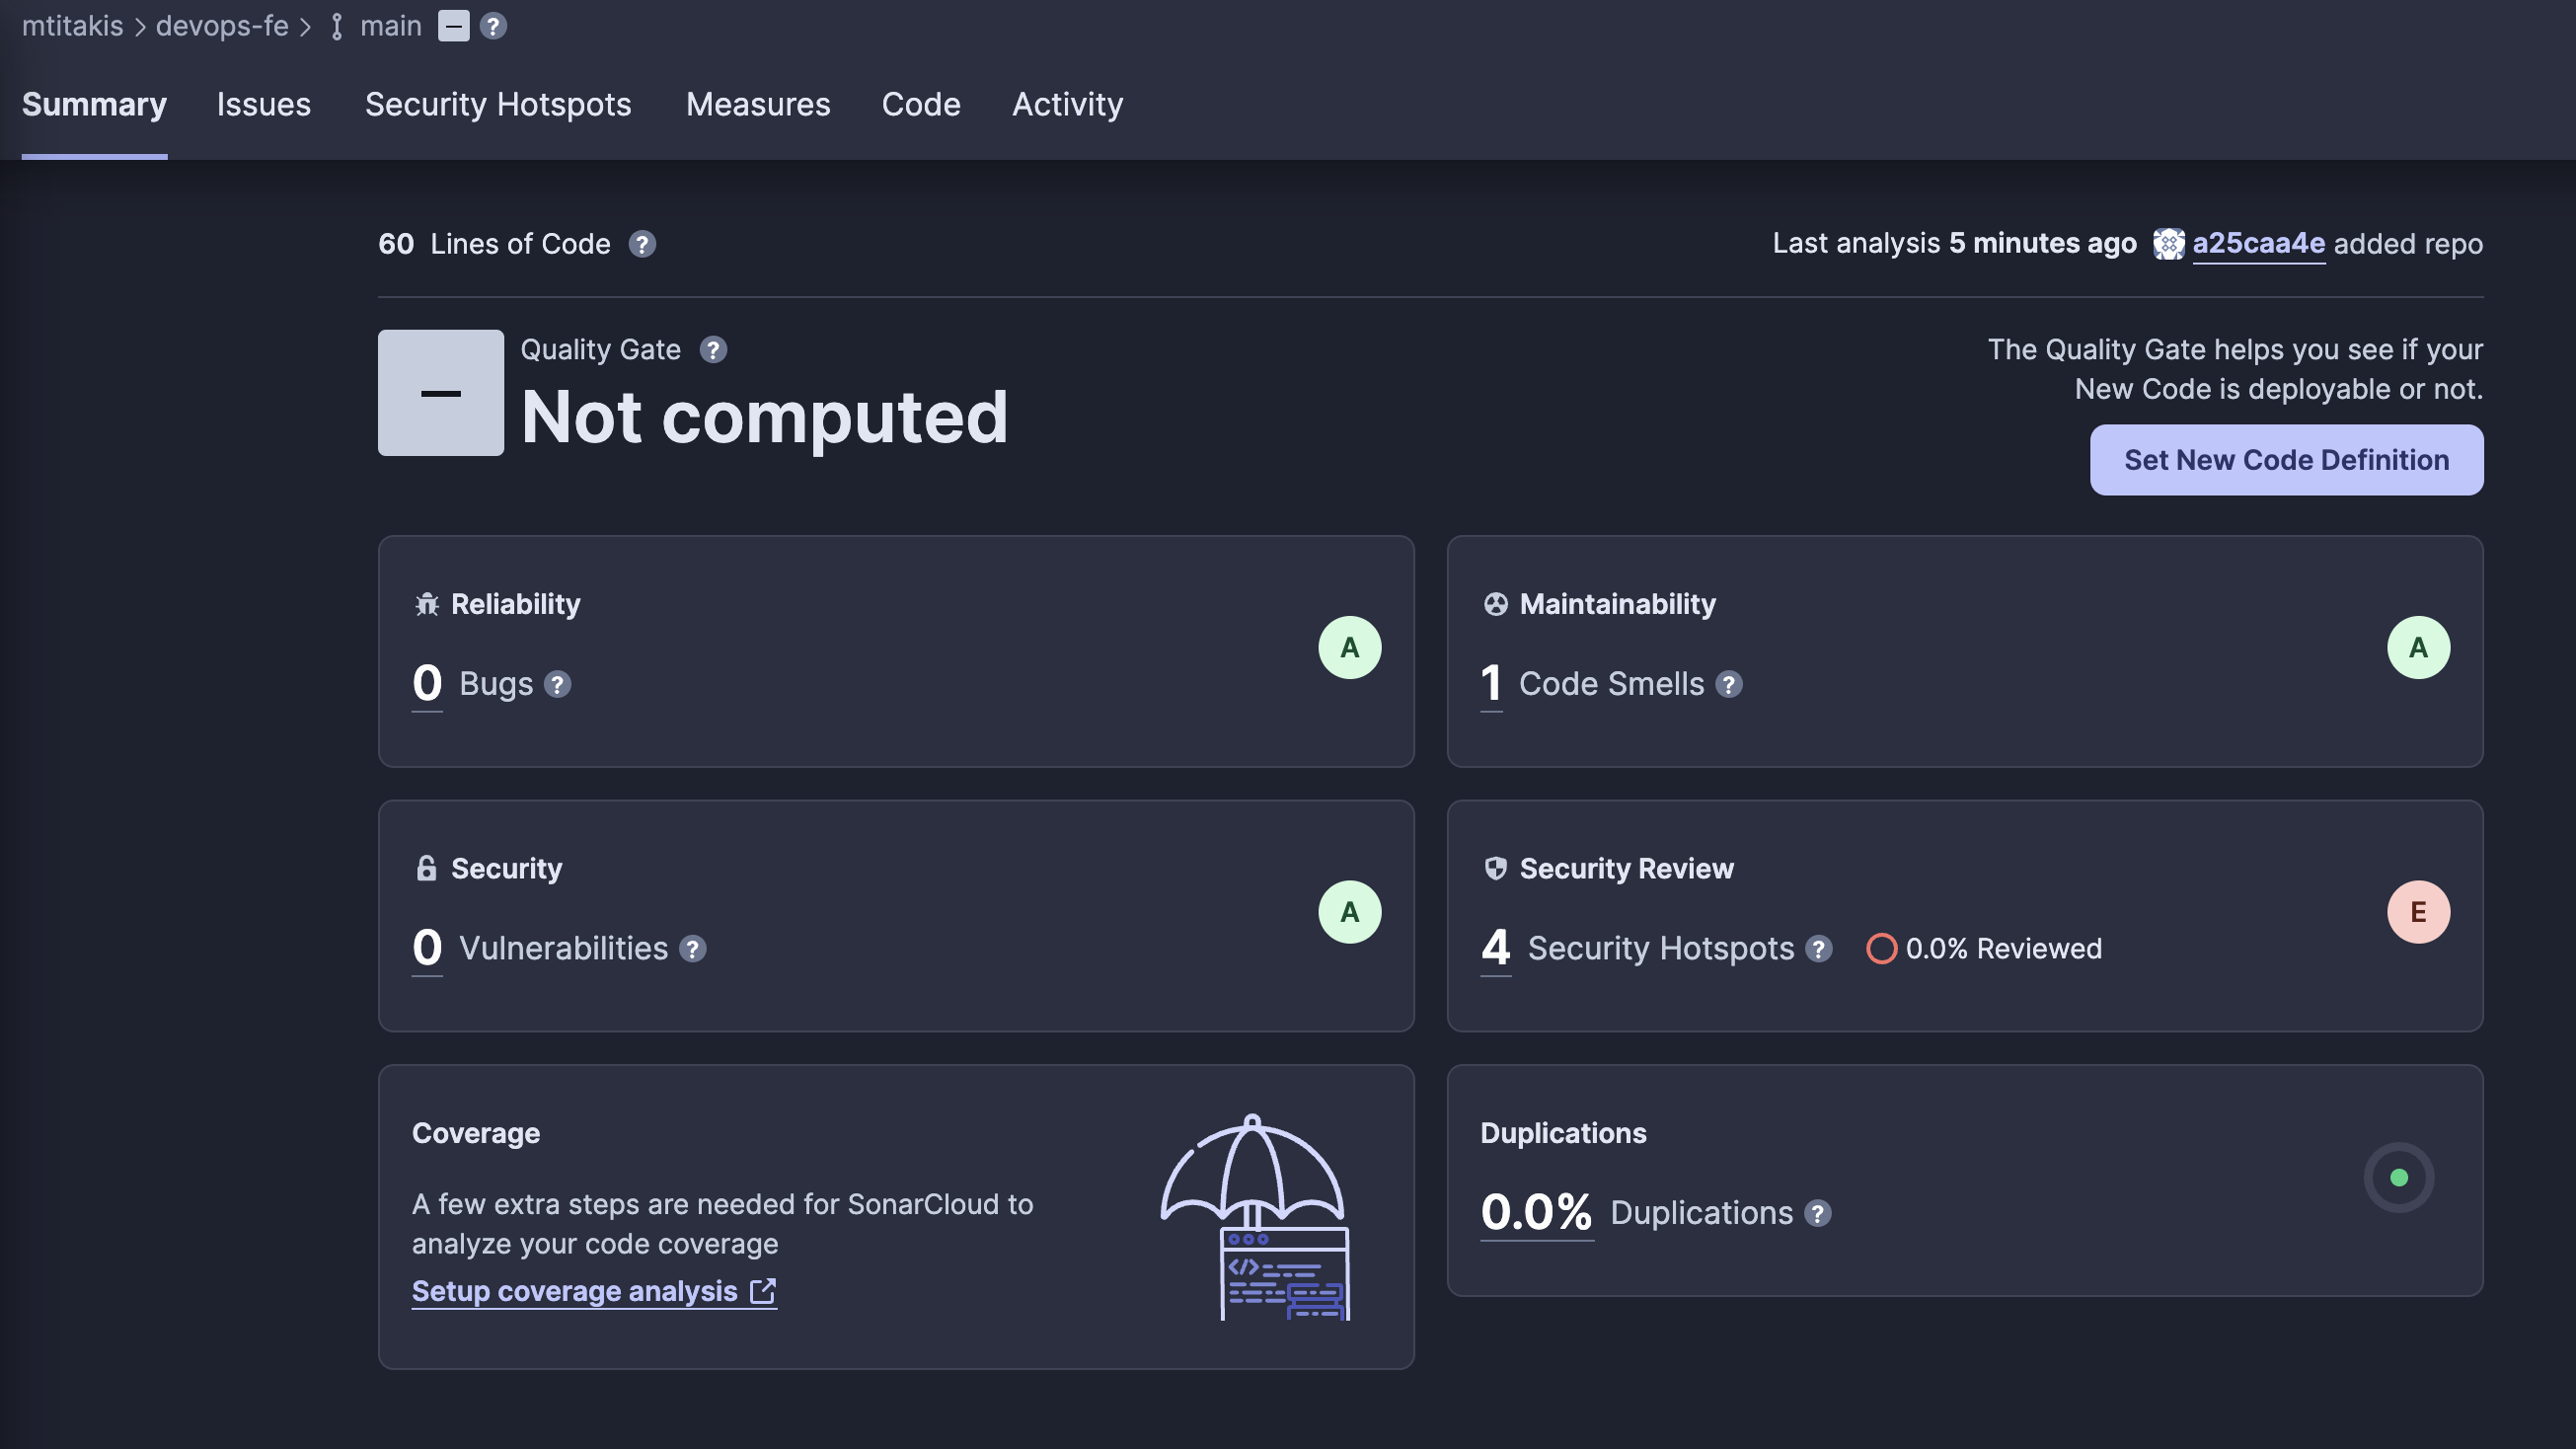 mtitakis > devops-fe > main
Summary Issues Security Hotspots Measures Code Activity
60 Lines of Code ?
Last analysis 5 minutes ago a25caa4e added repo
Quality Gate ?
Not computed
The Quality Gate helps you see if your
New Code is deployable or not.
Set New Code Definition
Reliability
A
0 Bugs ?
Maintainability
A
1 Code Smells ?
Security
A
0 Vulnerabilities ?
Security Review
E
4 Security Hotspots ? 0.0% Reviewed
Coverage
A few extra steps are needed for SonarCloud to
analyze your code coverage
Setup coverage analysis
Duplications
0.0% Duplications ?